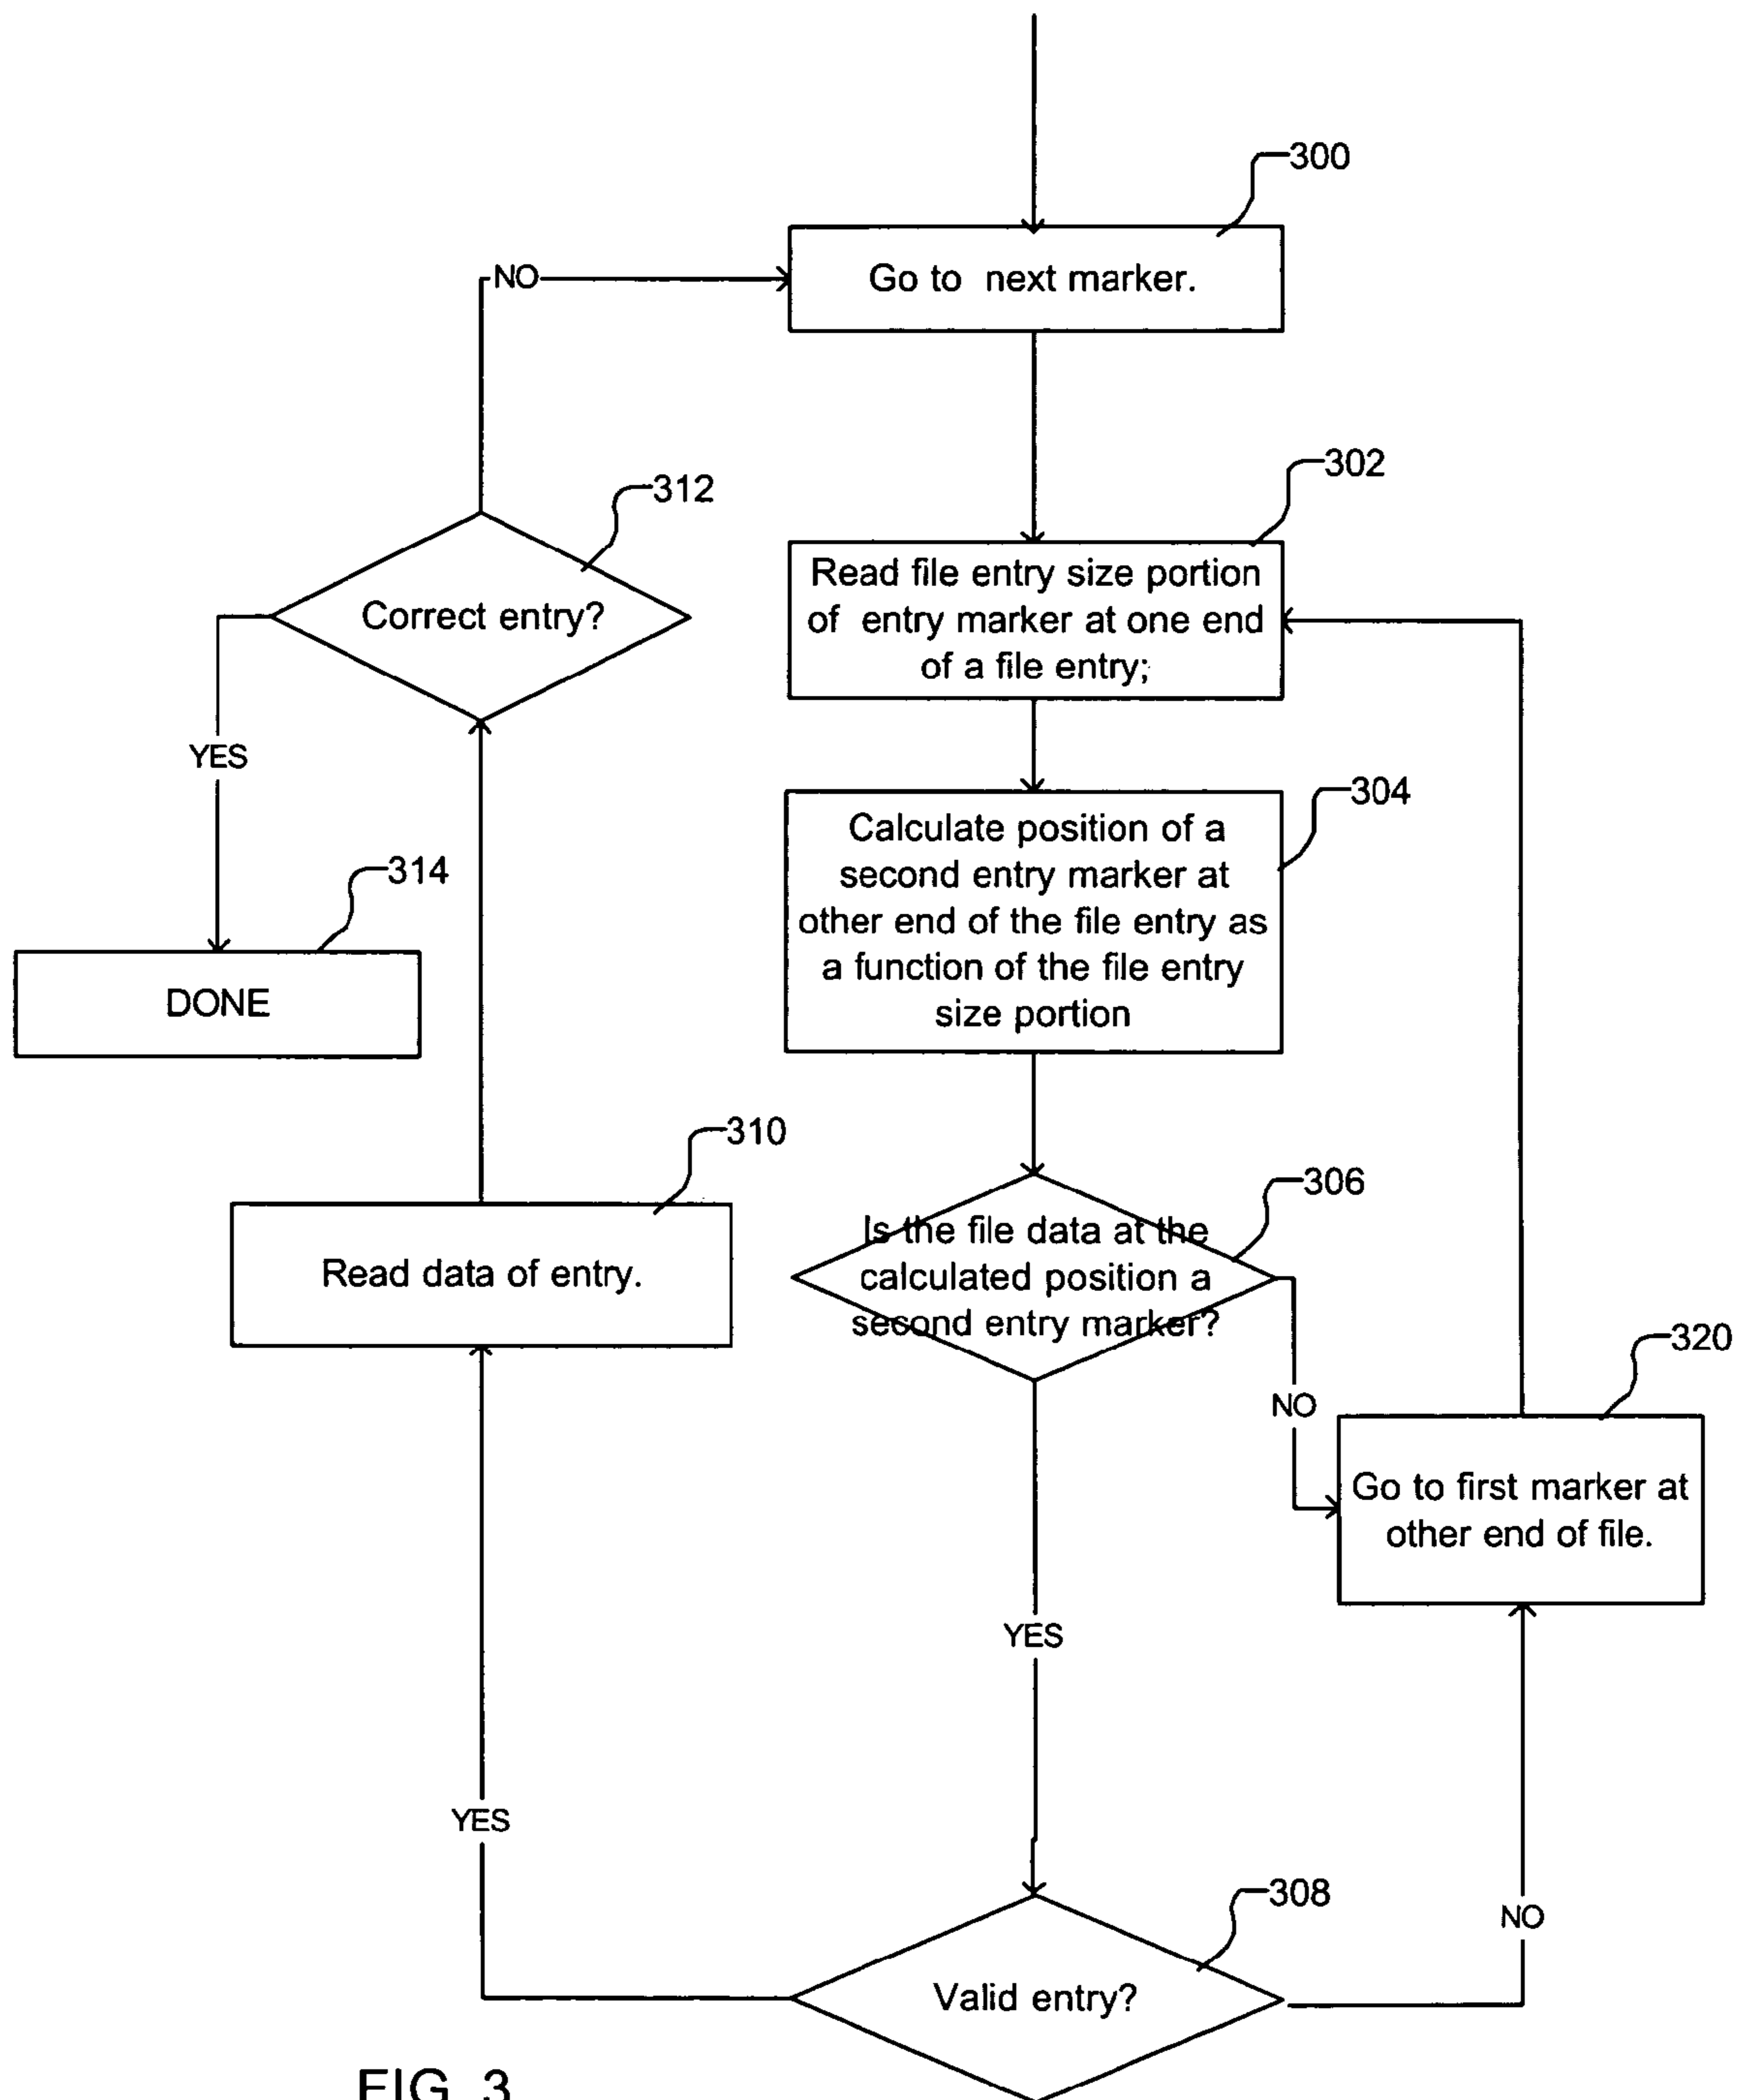 300
Go to next marker.
NO
302
Read file entry size portion
of entry marker at one end
of a file entry;
312
Correct entry?
YES
304
Calculate position of a
second entry marker at
other end of the file entry as
a function of the file entry
size portion
314
DONE
310
Read data of entry.
306
Is the file data at the
calculated position a
second entry marker?
NO
320
Go to first marker at
other end of file.
YES
YES
308
Valid entry?
NO
FIG. 3